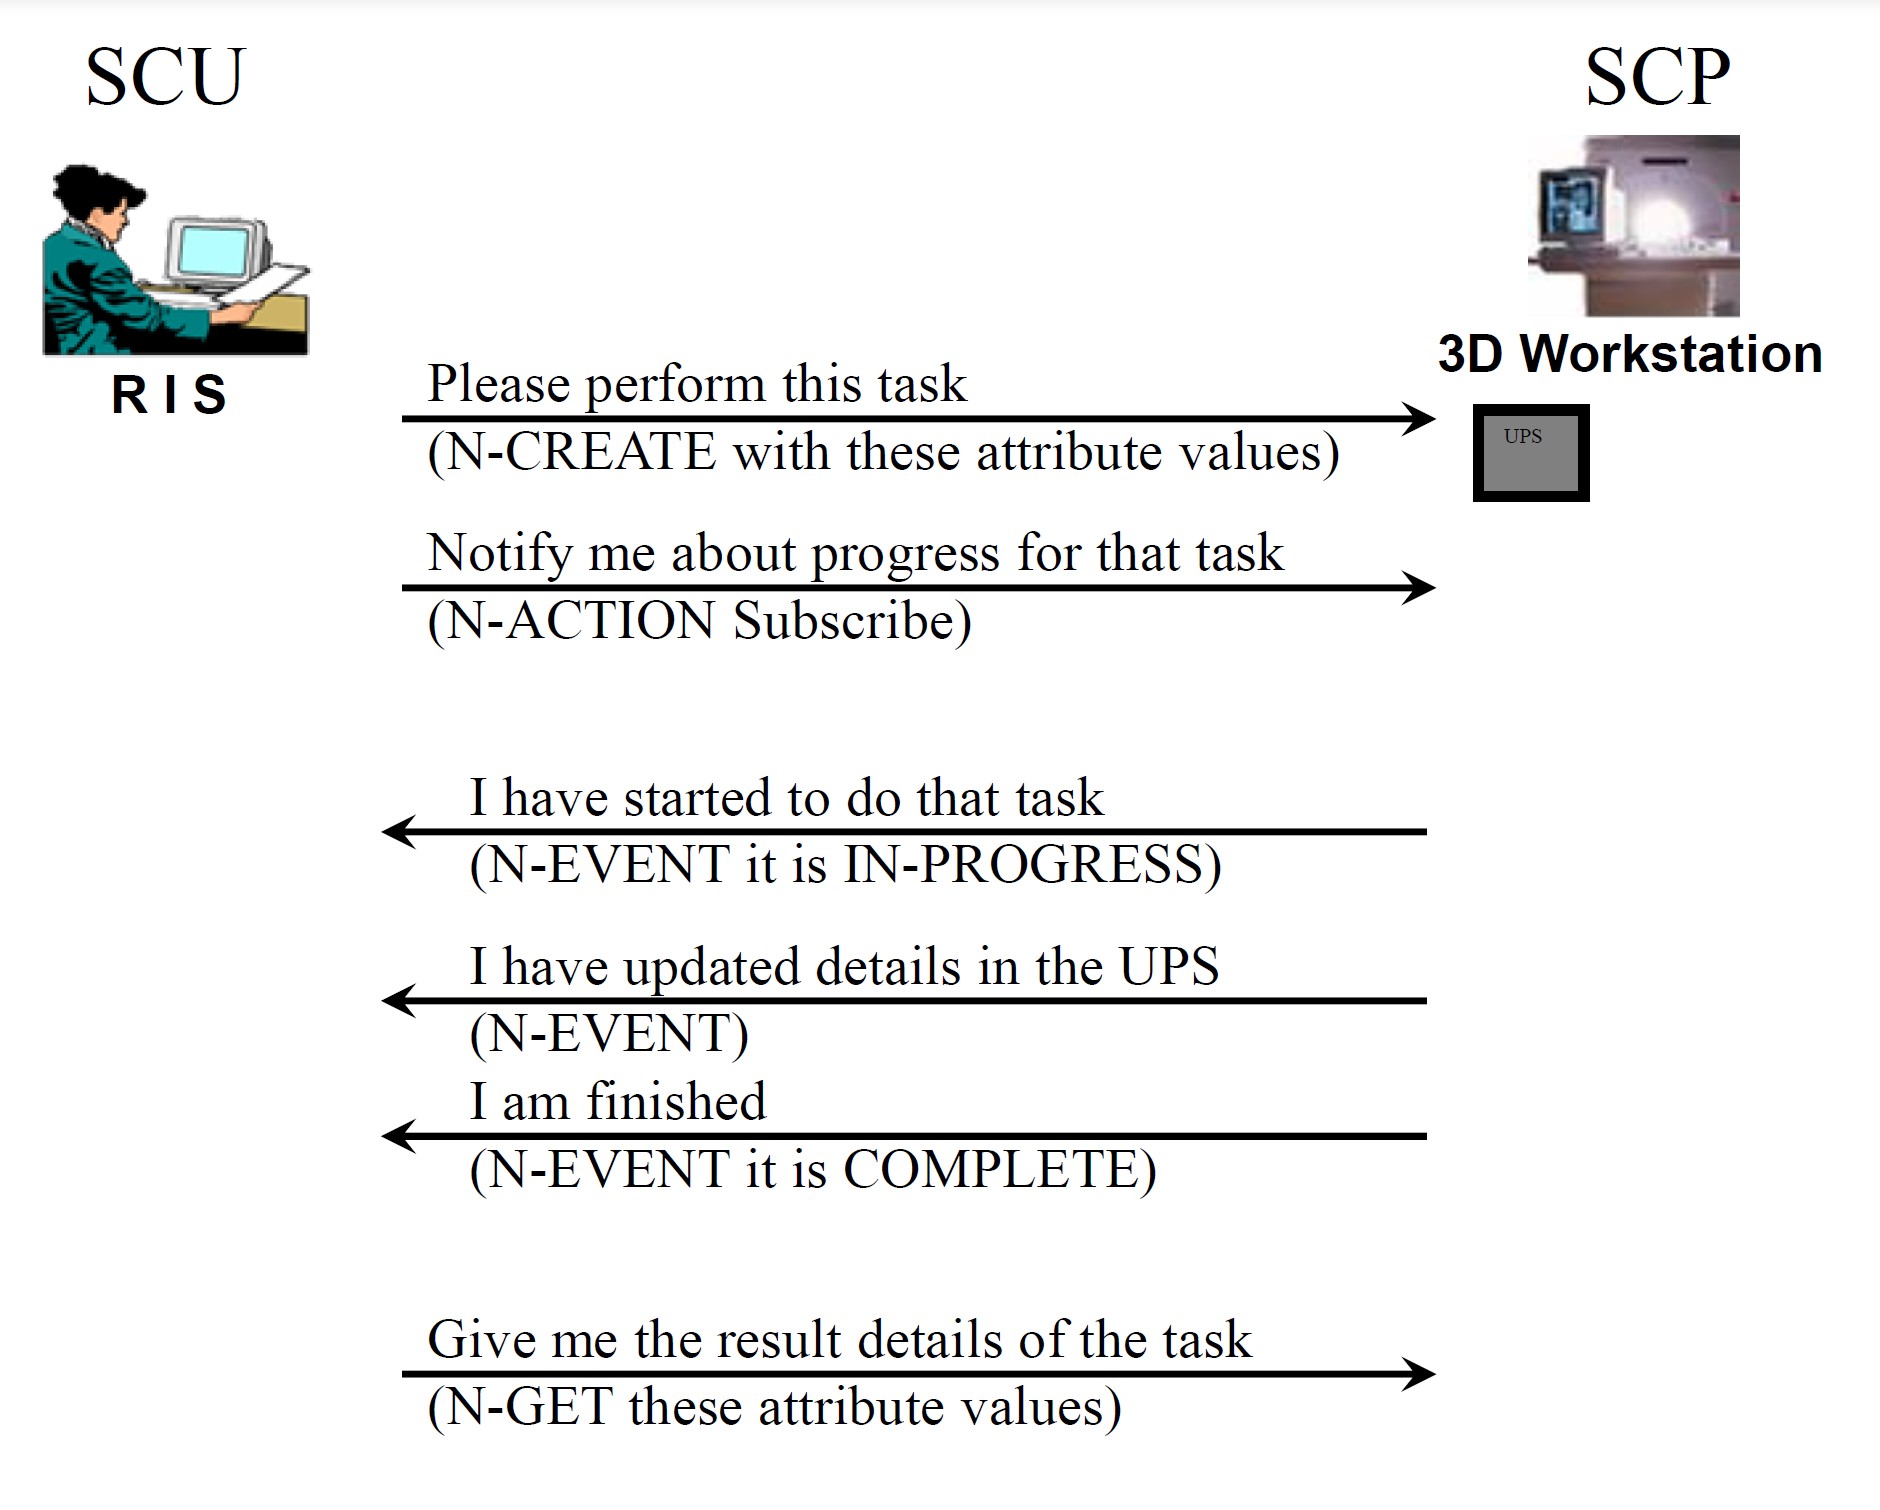 SCU
SCP
R I S
3D Workstation
Please perform this task
(N-CREATE with these attribute values)
UPS
Notify me about progress for that task
(N-ACTION Subscribe)
I have started to do that task
(N-EVENT it is IN-PROGRESS)
I have updated details in the UPS
(N-EVENT)
I am finished
(N-EVENT it is COMPLETE)
Give me the result details of the task
(N-GET these attribute values)